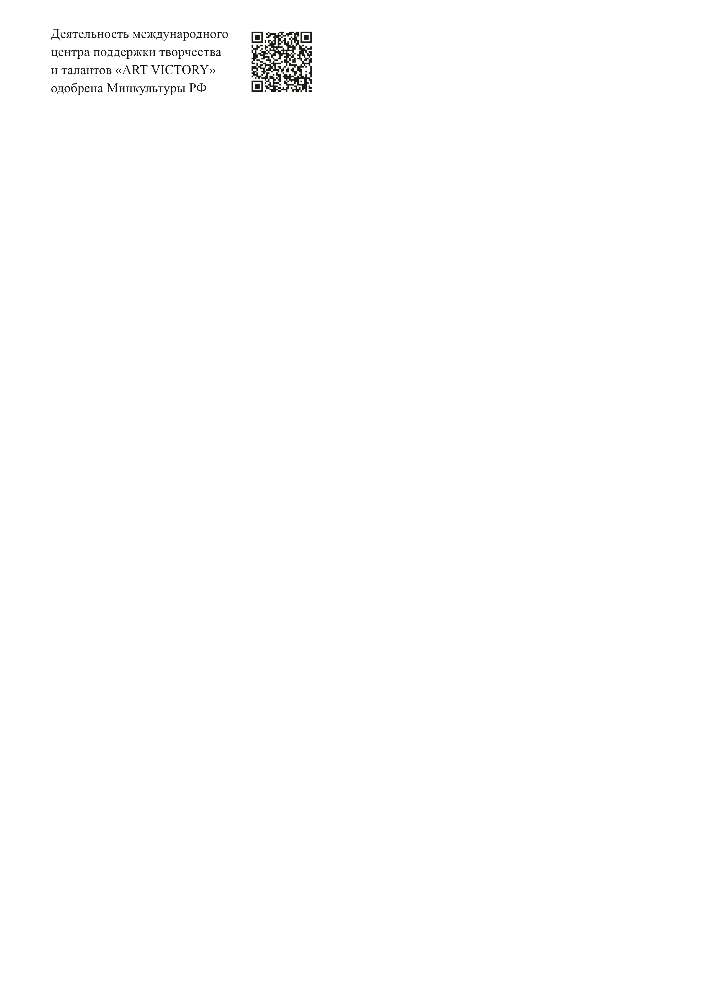 Деятельность международного
центра поддержки творчества
и талантов «ART VICTORY»
одобрена Минкультуры РФ